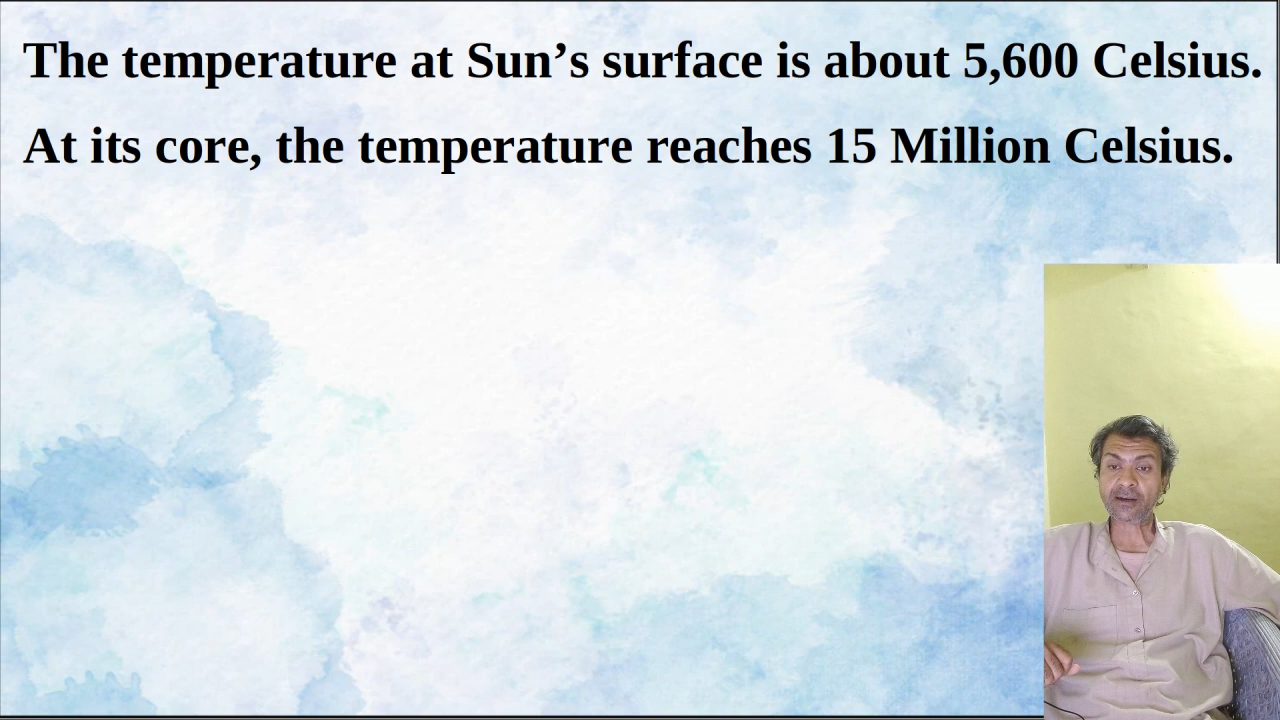 The temperature at Sun’s surface is about 5,600 Celsius.
At its core, the temperature reaches 15 Million Celsius.